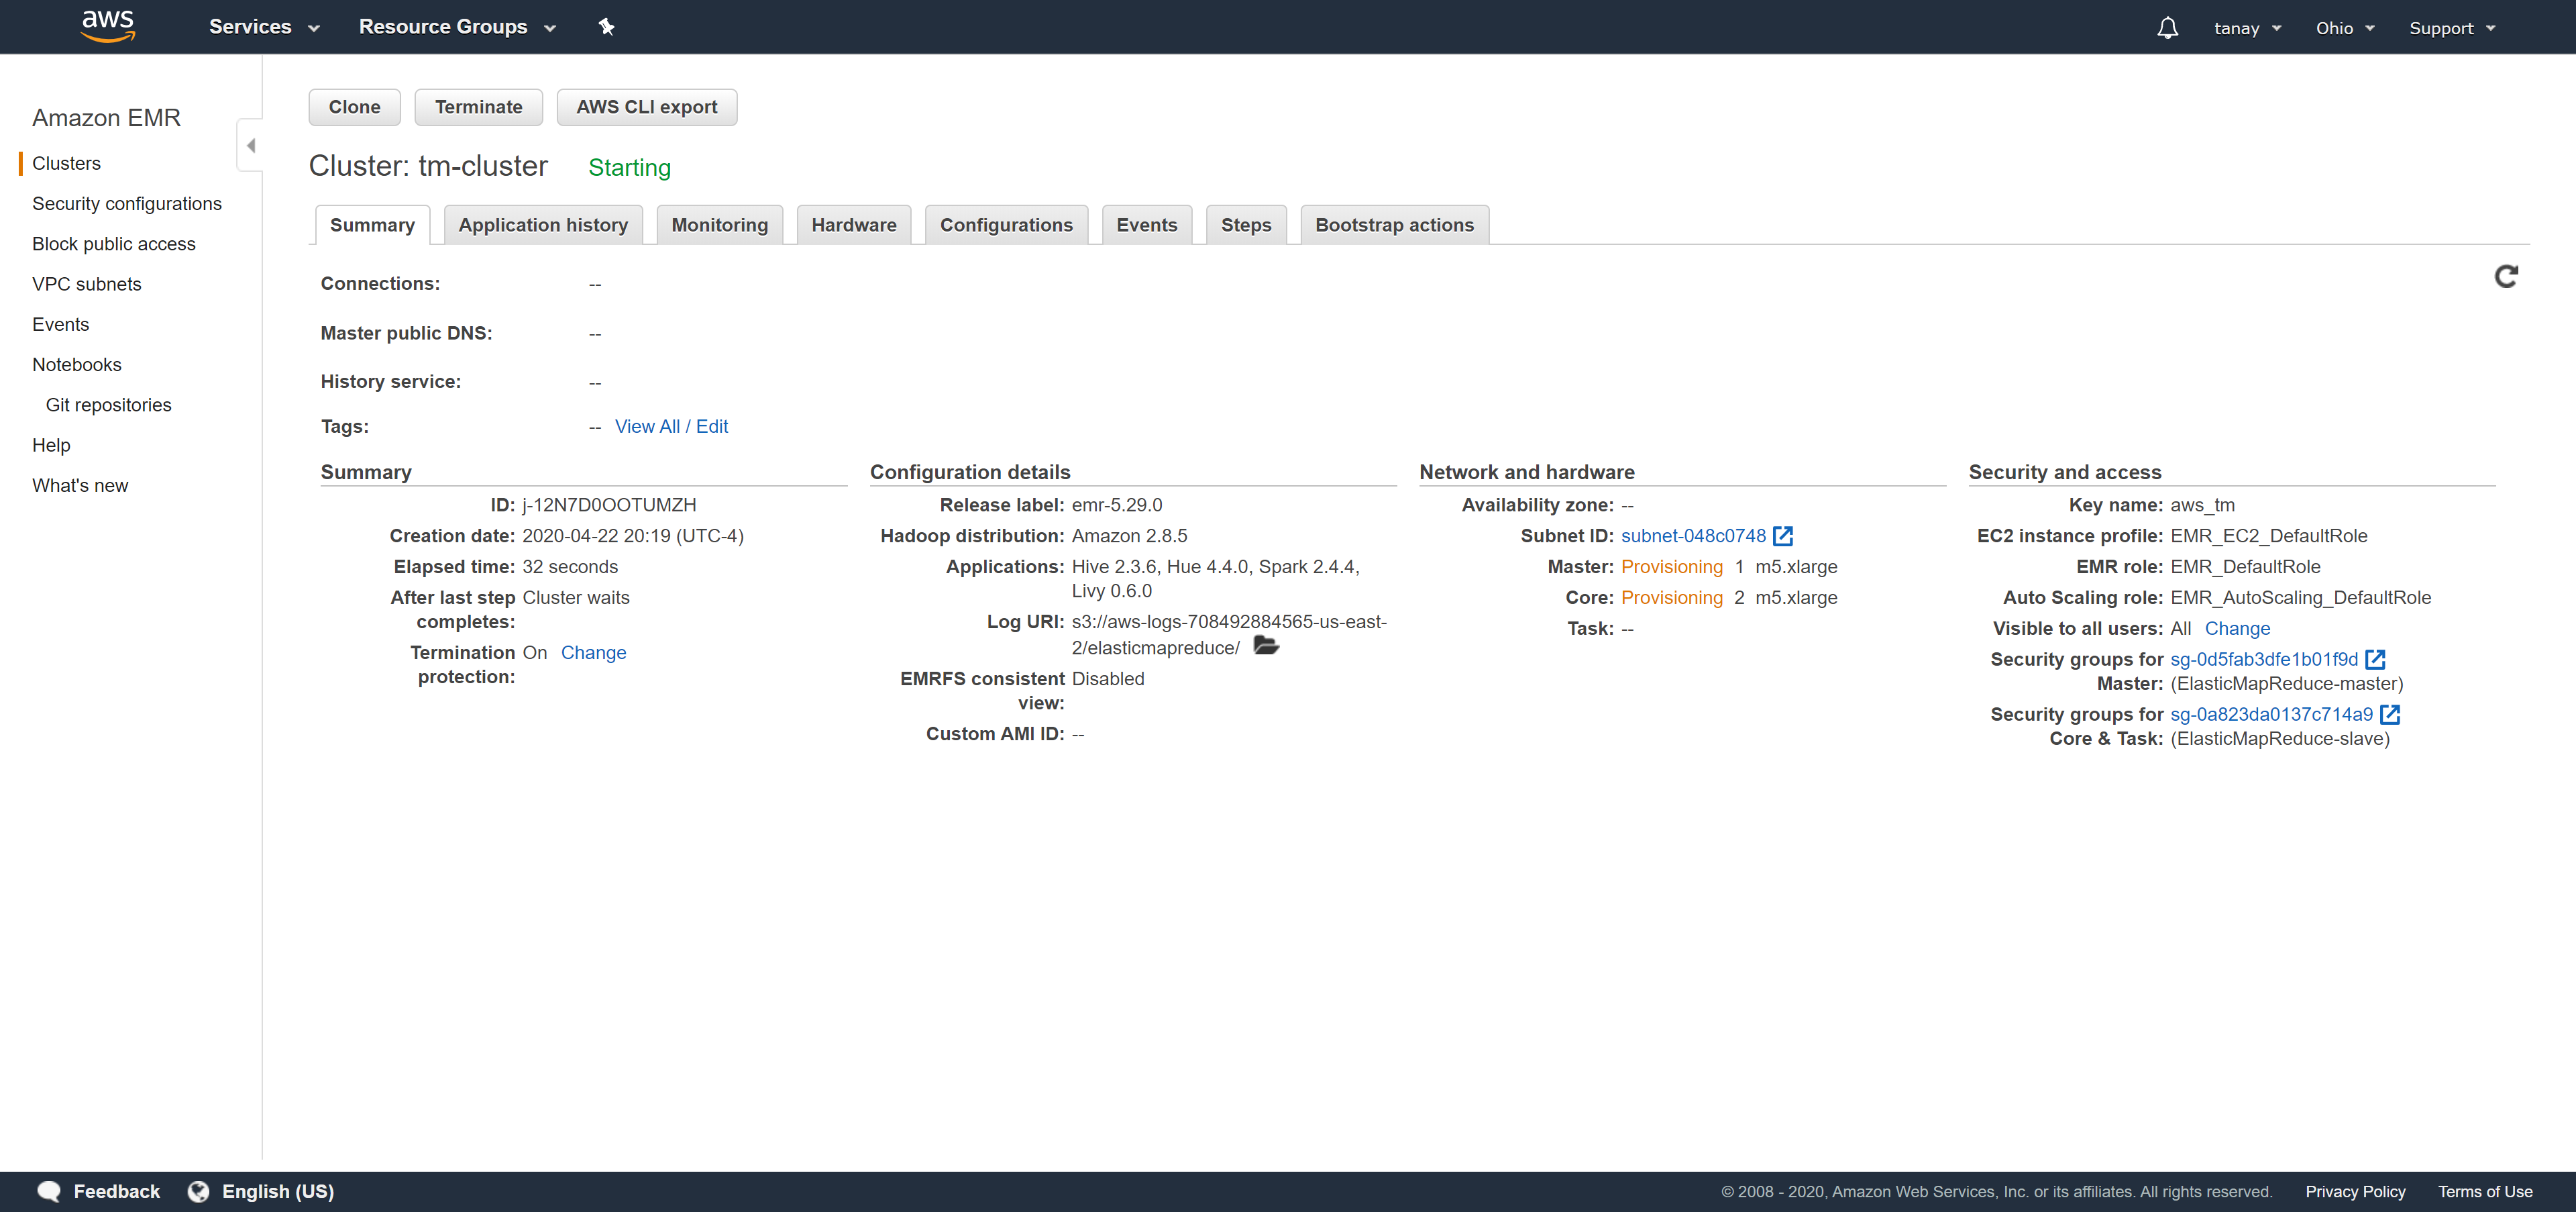 aws Services Resource Groups tanay Ohio Support
Amazon EMR
Clusters
Security configurations
Block public access
VPC subnets
Events
Notebooks
Git repositories
Help
What's new
Clone Terminate AWS CLI export
Cluster: tm-cluster Starting
Summary Application history Monitoring Hardware Configurations Events Steps Bootstrap actions
Connections: --
Master public DNS: --
History service: --
Tags: -- View All / Edit
Summary
ID: j-12N7D0OOTUMZH
Creation date: 2020-04-22 20:19 (UTC-4)
Elapsed time: 32 seconds
After last step Cluster waits
completes:
Termination On Change
protection:
Configuration details
Release label: emr-5.29.0
Hadoop distribution: Amazon 2.8.5
Applications: Hive 2.3.6, Hue 4.4.0, Spark 2.4.4,
Livy 0.6.0
Log URI: s3://aws-logs-708492884565-us-east-
2/elasticmapreduce/
EMRFS consistent Disabled
view:
Custom AMI ID: --
Network and hardware
Availability zone: --
Subnet ID: subnet-048c0748
Master: Provisioning 1 m5.xlarge
Core: Provisioning 2 m5.xlarge
Task: --
Security and access
Key name: aws_tm
EC2 instance profile: EMR_EC2_DefaultRole
EMR role: EMR_DefaultRole
Auto Scaling role: EMR_AutoScaling_DefaultRole
Visible to all users: All Change
Security groups for sg-0d5fab3dfe1b01f9d
Master: (ElasticMapReduce-master)
Security groups for sg-0a823da0137c714a9
Core & Task: (ElasticMapReduce-slave)
Feedback English (US) © 2008 - 2020, Amazon Web Services, Inc. or its affiliates. All rights reserved. Privacy Policy Terms of Use